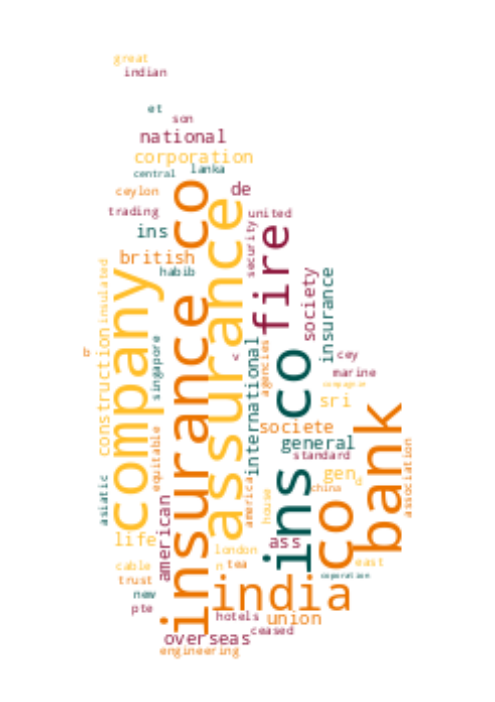 great
indian
et
son
national
corporation
central
lanka
ceylon
de
trading
united
ins
british
habib
security
insurance co
assurance
company
fire
society
insurance
insulated
construction
b
singapore
v
international
agencies
cey
marine
compagnie
sri
ins co
co
bank
societe
general
standard
gen
d
china
association
equitable
asiatic
american
america
house
life
ass
london
n
tea
east
cable
trust
coporation
new
pte
india
hotels
union
overseas
ceased
engineering